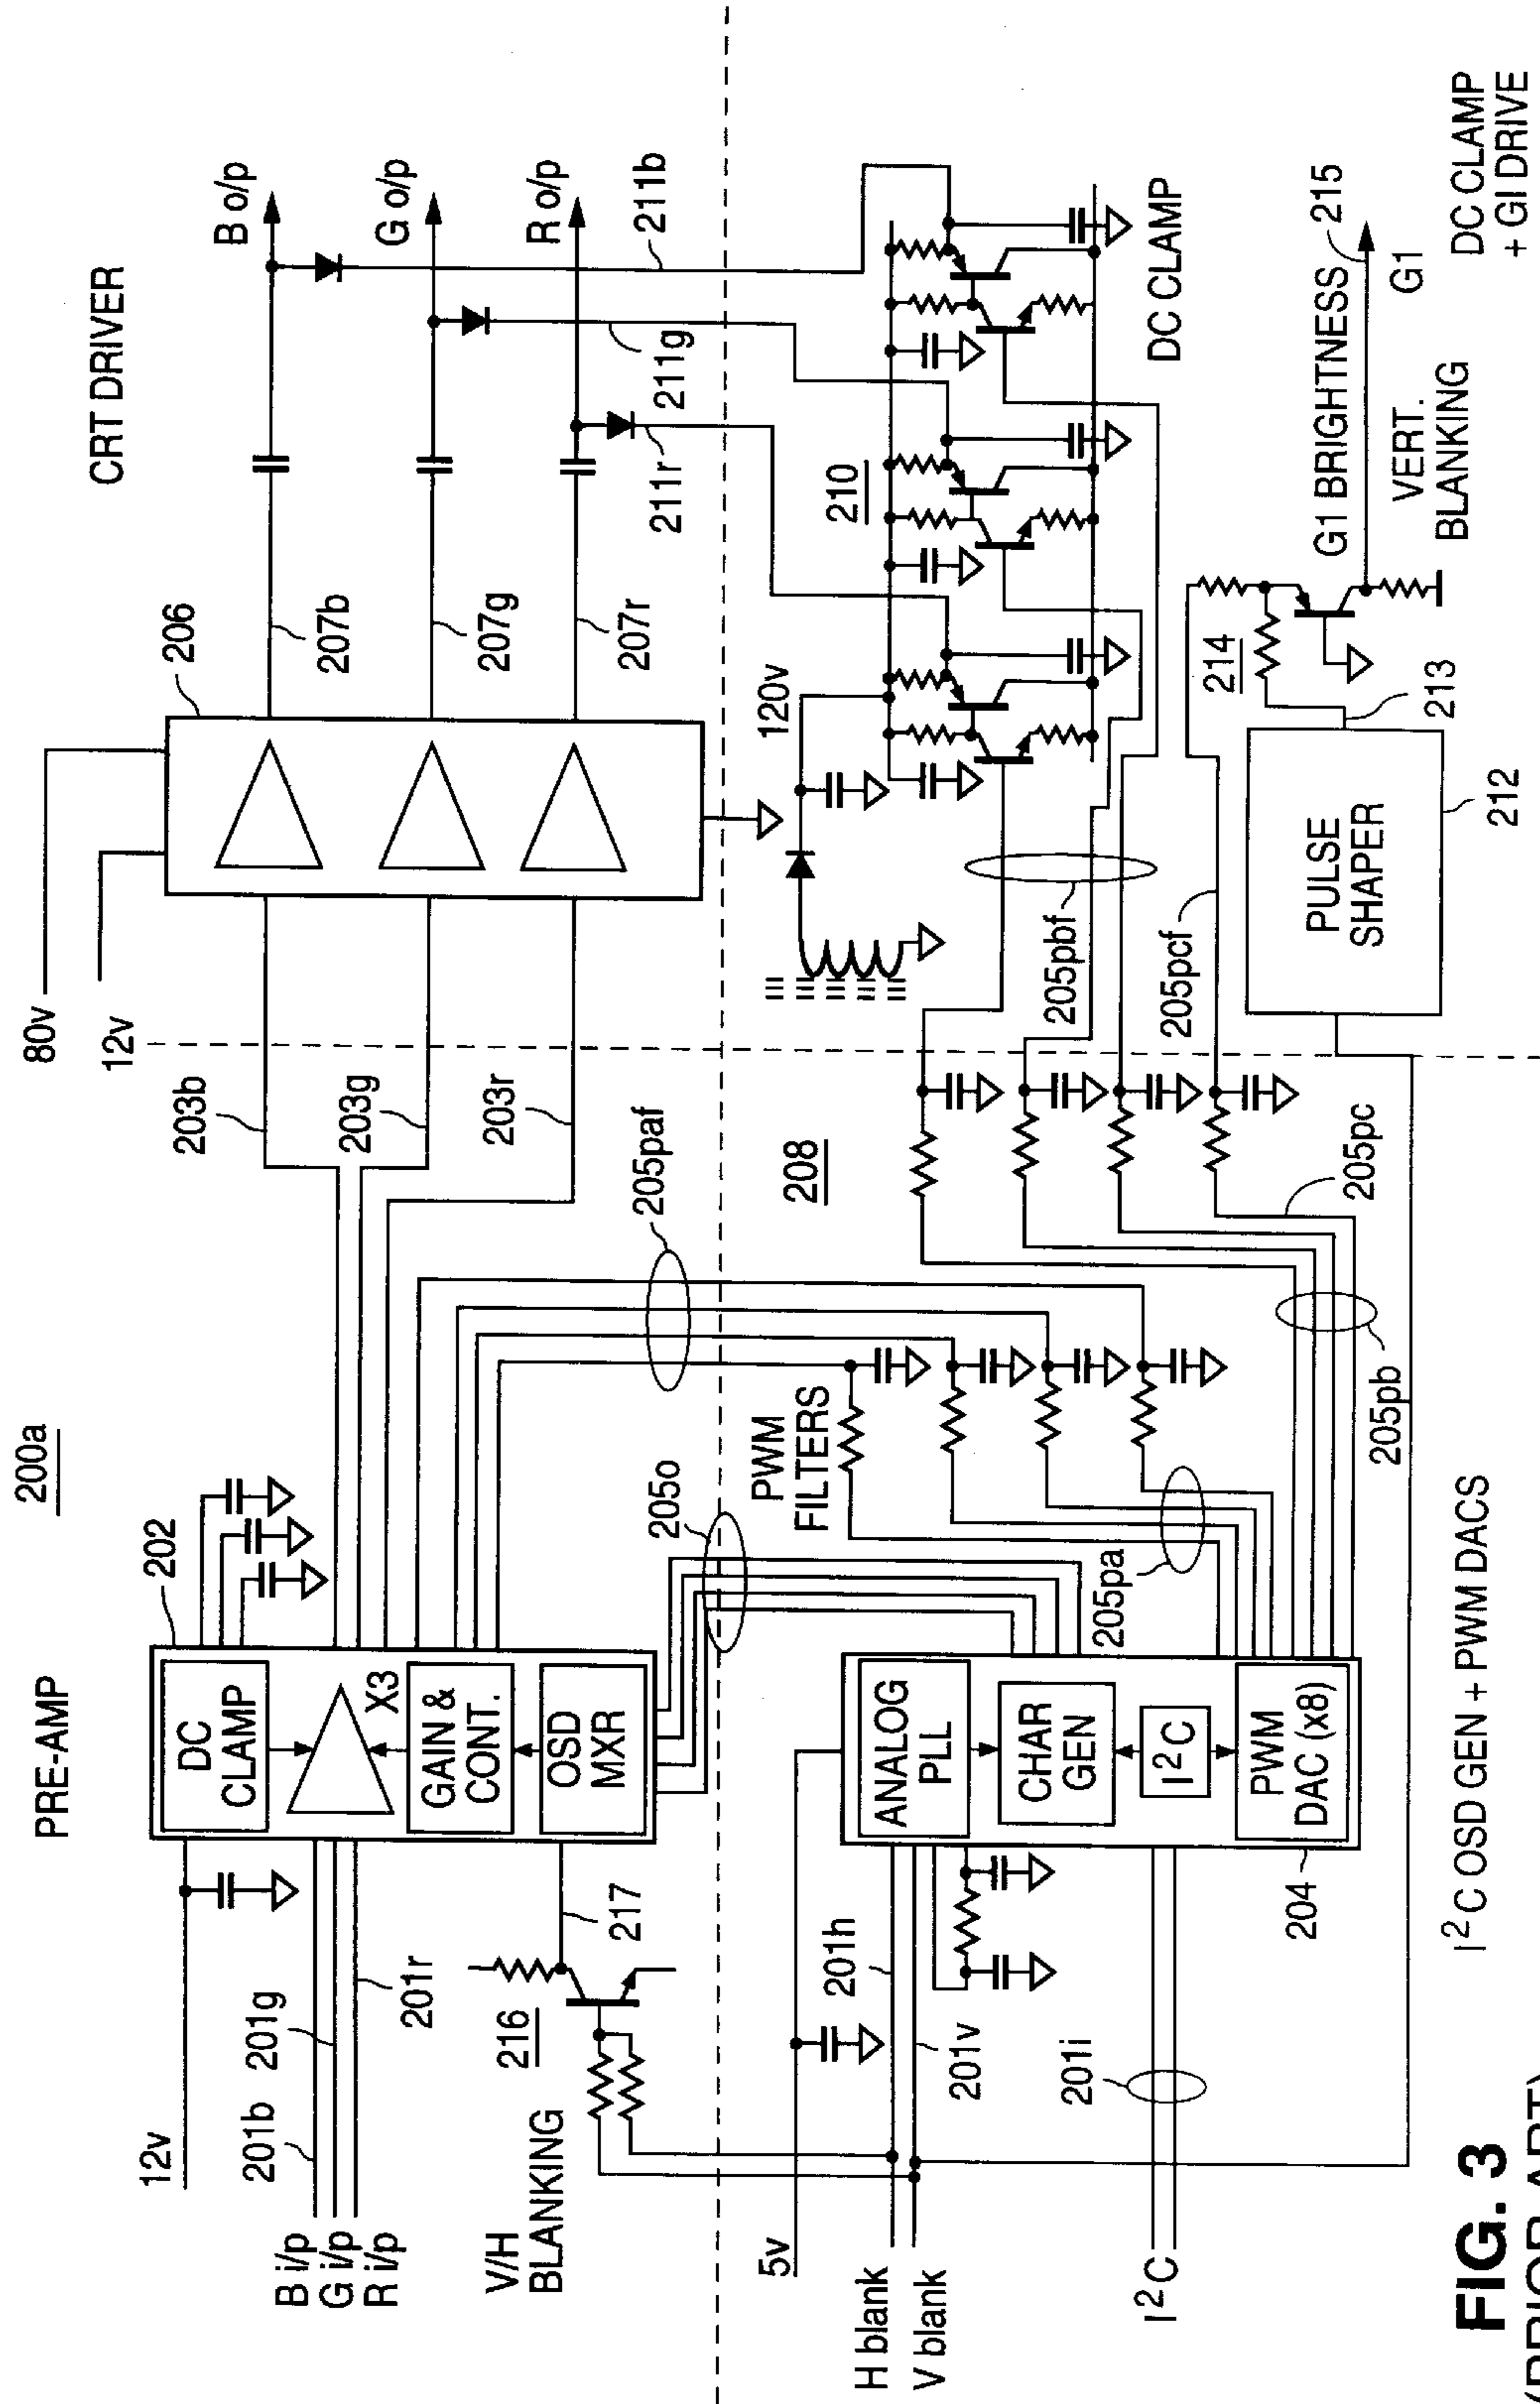 200a
PRE-AMP
CRT DRIVER
12v
201b
201g
201r
B i/p
G i/p
R i/p
V/H
BLANKING
216
217
202
DC
CLAMP
X3
GAIN &
CONT.
OSD
MXR
205o
205paf
203b
203g
203r
80v
12v
206
207b
207g
207r
B o/p
G o/p
R o/p
211b
211g
211r
5v
H blank
V blank
201h
201v
201i
I2C
ANALOG
PLL
CHAR
GEN
I2C
PWM
DAC (x8)
204
PWM
FILTERS
205pa
205pb
205pc
208
205pbf
205pcf
120v
210
DC CLAMP
PULSE
SHAPER
212
213
214
G1 BRIGHTNESS
215
G1
VERT.
BLANKING
I2C OSD GEN + PWM DACS
DC CLAMP
+ GI DRIVE
FIG. 3
(PRIOR ART)